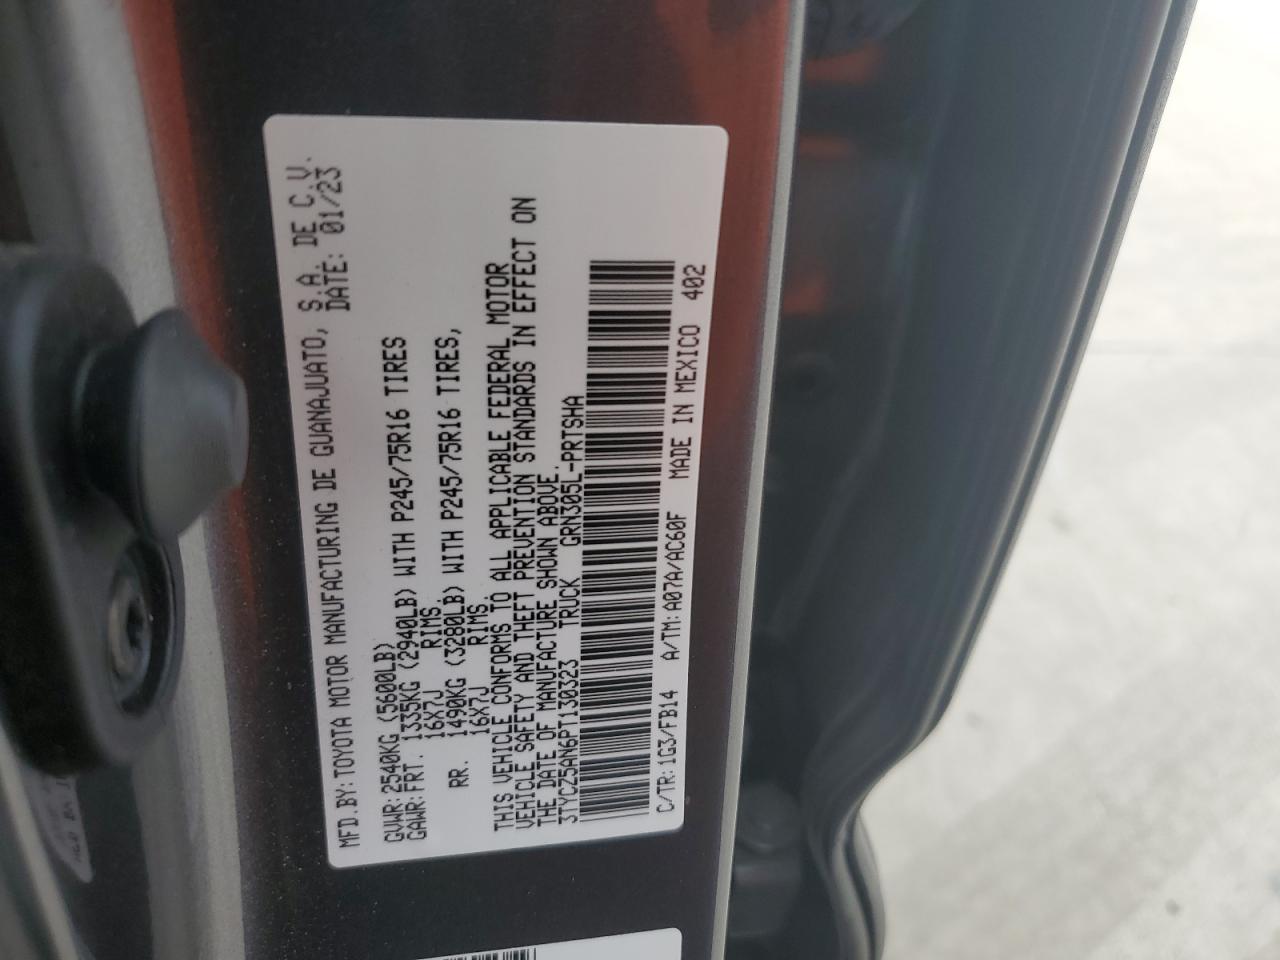 MFD.BY:TOYOTA MOTOR MANUFACTURING DE GUANAJUATO, S.A. DE C.V.
DATE: 01/23
GVWR:2540KG (5600LB)
GAWR:FRT. 1335KG (2940LB) WITH P245/75R16 TIRES
16X7J RIMS
RR. 1490KG (3280LB) WITH P245/75R16 TIRES,
16X7J RIMS,
THIS VEHICLE CONFORMS TO ALL APPLICABLE FEDERAL MOTOR
VEHICLE SAFETY AND THEFT PREVENTION STANDARDS IN EFFECT ON
THE DATE OF MANUFACTURE SHOWN ABOVE.
3TYCZ5AN6PT130323 TRUCK GRN305L-PRTSHA
C/TR:1G3/FB14 A/TM:A07A/AC60F MADE IN MEXICO 402